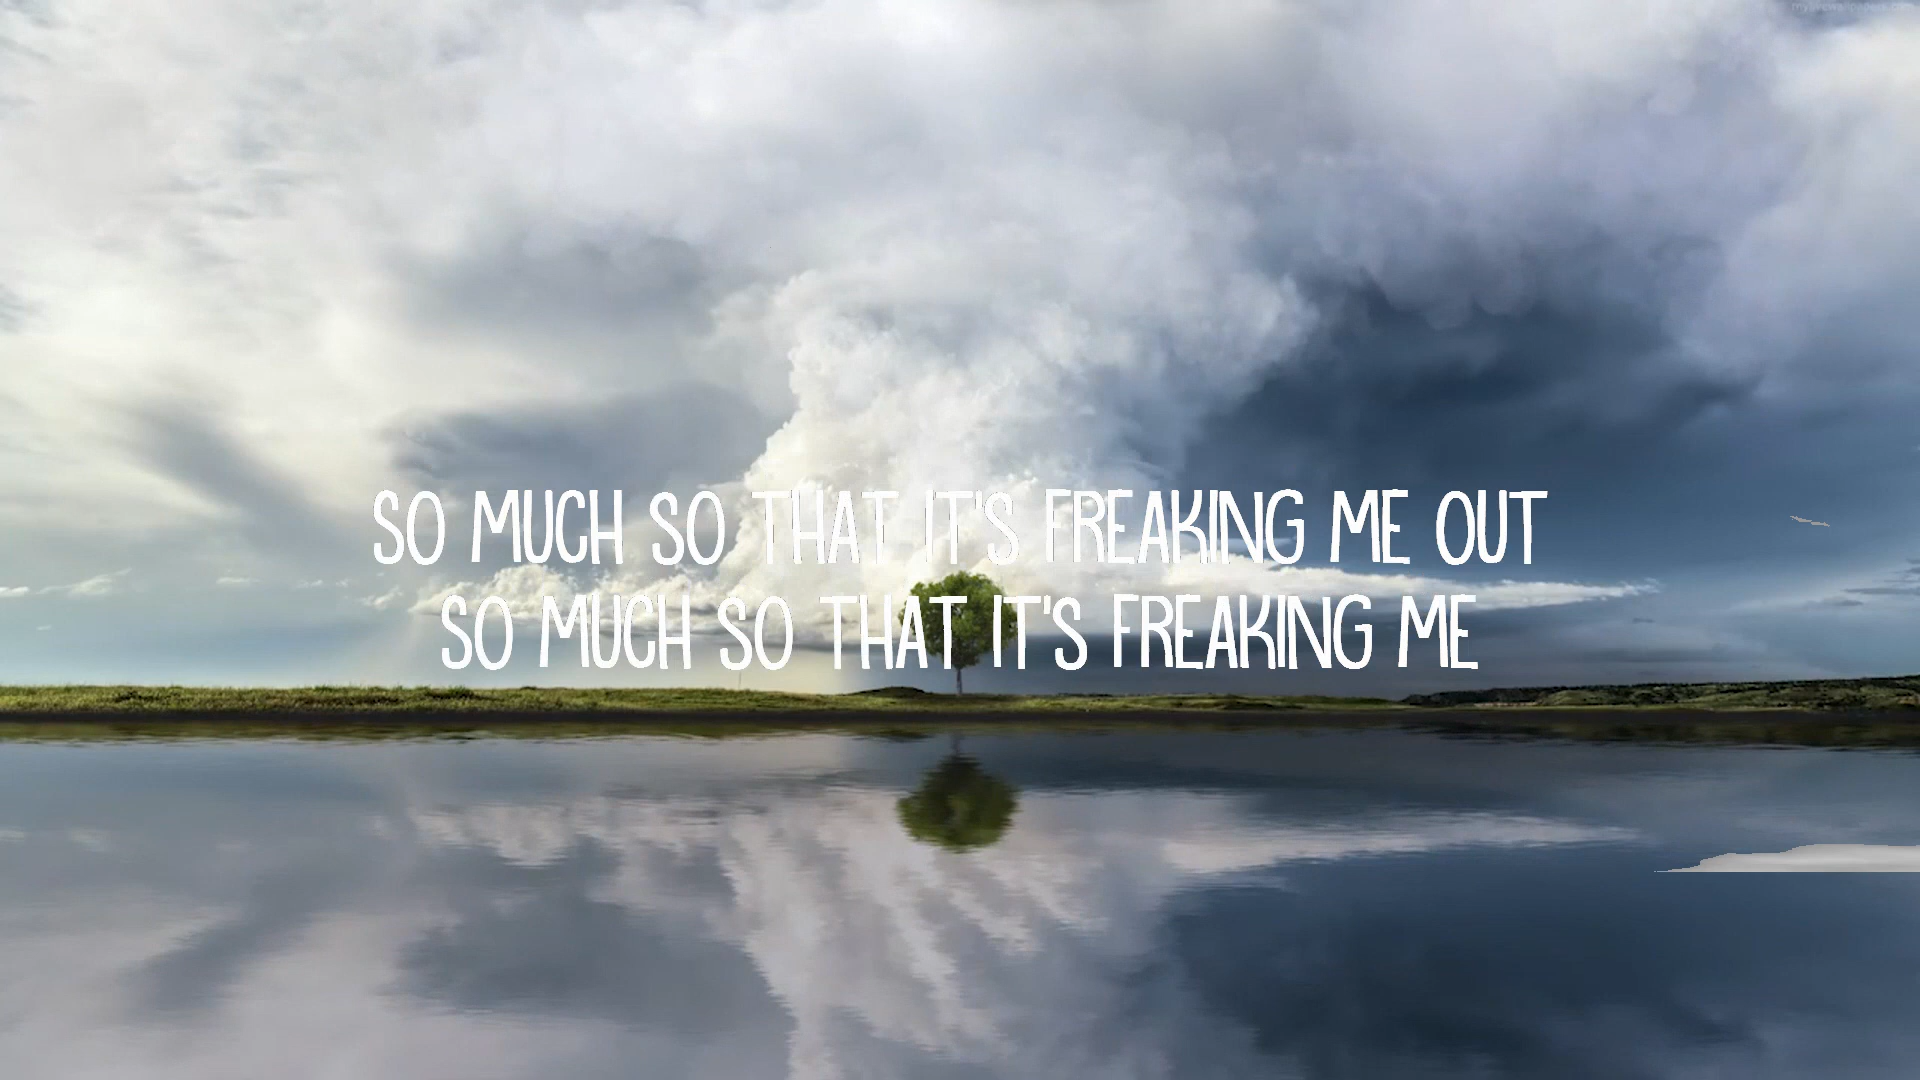 SO MUCH SO THAT IT'S FREAKING ME OUT
SO MUCH SO THAT IT'S FREAKING ME